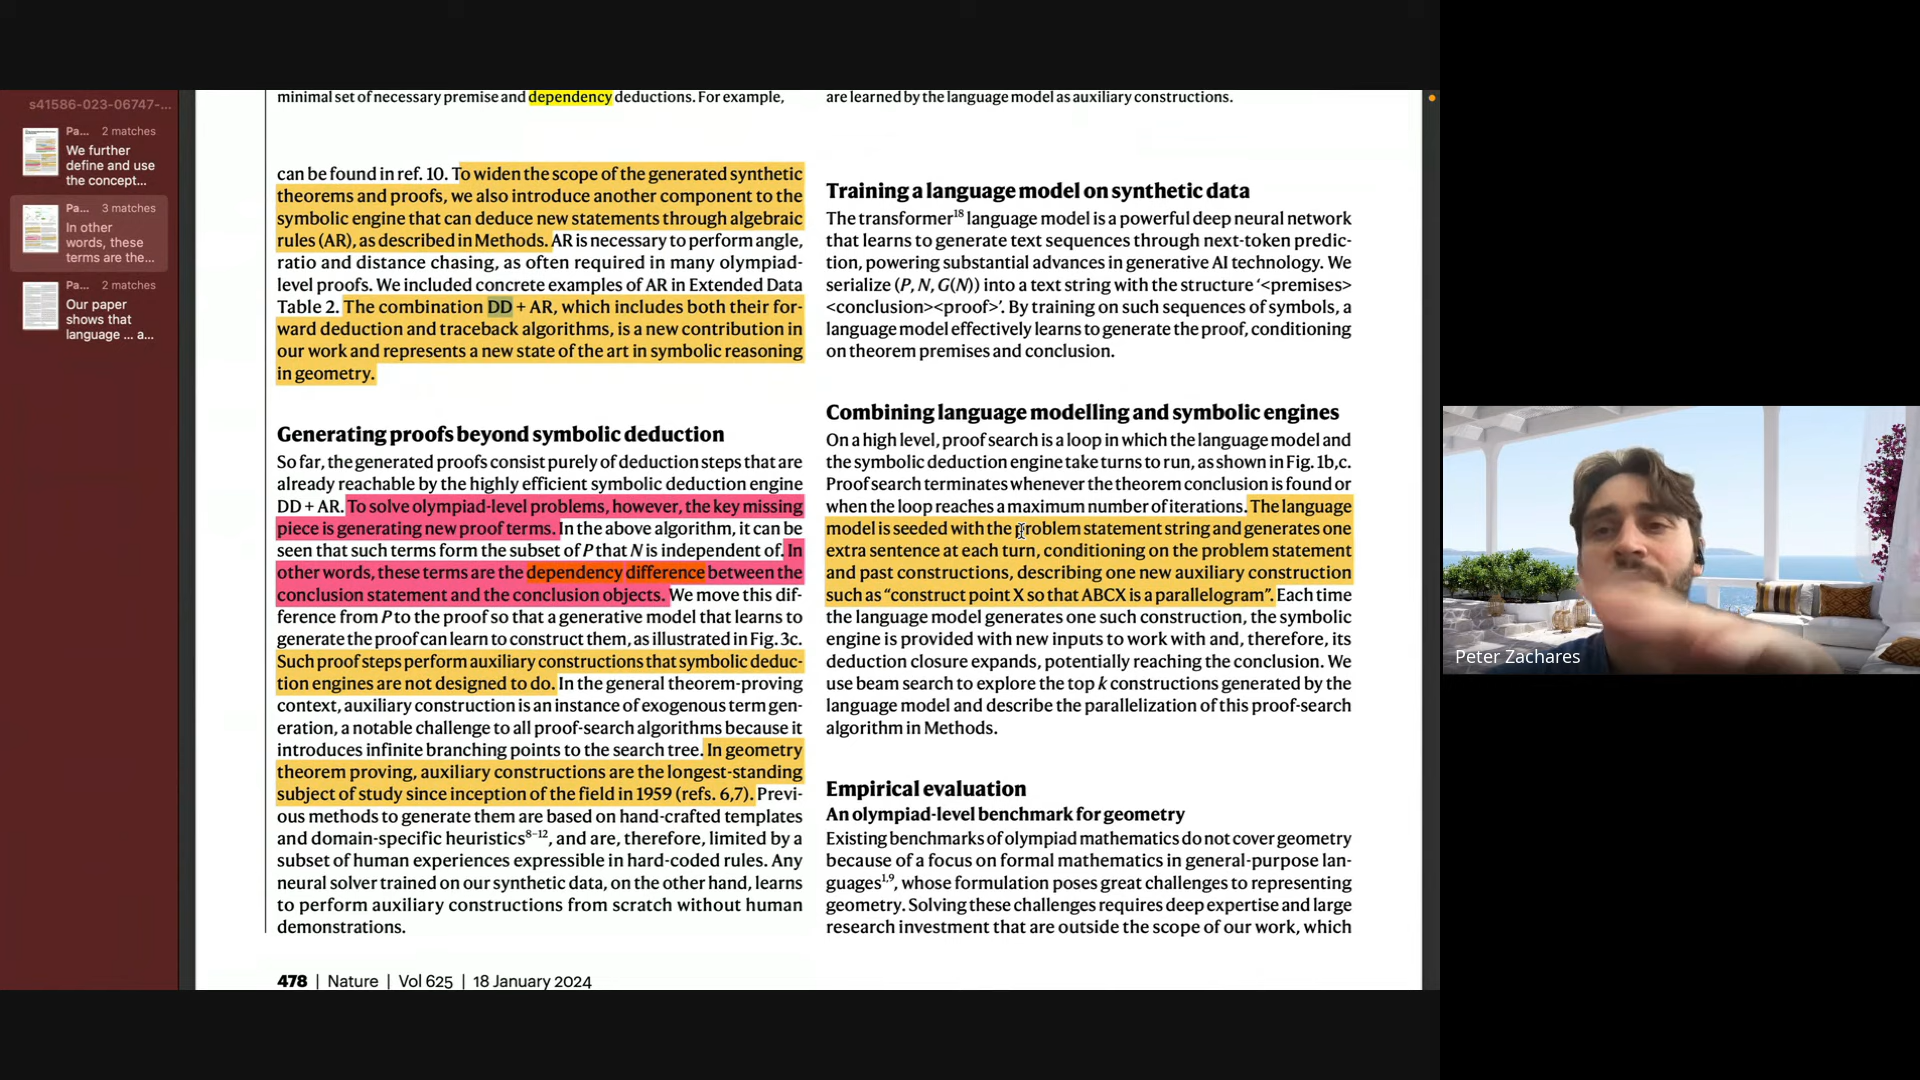 s41586-023-06747-...
Pa... 2 matches
We further
define and use
the concept...
Pa... 3 matches
In other
words, these
terms are the...
Pa... 2 matches
Our paper
shows that
language ... a...
minimal set of necessary premise and dependency deductions. For example,
can be found in ref. 10. To widen the scope of the generated synthetic
theorems and proofs, we also introduce another component to the
symbolic engine that can deduce new statements through algebraic
rules (AR), as described in Methods. AR is necessary to perform angle,
ratio and distance chasing, as often required in many olympiad-
level proofs. We included concrete examples of AR in Extended Data
Table 2. The combination DD + AR, which includes both their for-
ward deduction and traceback algorithms, is a new contribution in
our work and represents a new state of the art in symbolic reasoning
in geometry.
Generating proofs beyond symbolic deduction
So far, the generated proofs consist purely of deduction steps that are
already reachable by the highly efficient symbolic deduction engine
DD + AR. To solve olympiad-level problems, however, the key missing
piece is generating new proof terms. In the above algorithm, it can be
seen that such terms form the subset of P that N is independent of. In
other words, these terms are the dependency difference between the
conclusion statement and the conclusion objects. We move this dif-
ference from P to the proof so that a generative model that learns to
generate the proof can learn to construct them, as illustrated in Fig. 3c.
Such proof steps perform auxiliary constructions that symbolic deduc-
tion engines are not designed to do. In the general theorem-proving
context, auxiliary construction is an instance of exogenous term gen-
eration, a notable challenge to all proof-search algorithms because it
introduces infinite branching points to the search tree. In geometry
theorem proving, auxiliary constructions are the longest-standing
subject of study since inception of the field in 1959 (refs. 6,7). Previ-
ous methods to generate them are based on hand-crafted templates
and domain-specific heuristics8–12, and are, therefore, limited by a
subset of human experiences expressible in hard-coded rules. Any
neural solver trained on our synthetic data, on the other hand, learns
to perform auxiliary constructions from scratch without human
demonstrations.
478 | Nature | Vol 625 | 18 January 2024
are learned by the language model as auxiliary constructions.
Training a language model on synthetic data
The transformer18 language model is a powerful deep neural network
that learns to generate text sequences through next-token predic-
tion, powering substantial advances in generative AI technology. We
serialize (P, N, G(N)) into a text string with the structure ‘<premises>
<conclusion><proof>’. By training on such sequences of symbols, a
language model effectively learns to generate the proof, conditioning
on theorem premises and conclusion.
Combining language modelling and symbolic engines
On a high level, proof search is a loop in which the language model and
the symbolic deduction engine take turns to run, as shown in Fig. 1b,c.
Proof search terminates whenever the theorem conclusion is found or
when the loop reaches a maximum number of iterations. The language
model is seeded with the problem statement string and generates one
extra sentence at each turn, conditioning on the problem statement
and past constructions, describing one new auxiliary construction
such as “construct point X so that ABCX is a parallelogram”. Each time
the language model generates one such construction, the symbolic
engine is provided with new inputs to work with and, therefore, its
deduction closure expands, potentially reaching the conclusion. We
use beam search to explore the top k constructions generated by the
language model and describe the parallelization of this proof-search
algorithm in Methods.
Empirical evaluation
An olympiad-level benchmark for geometry
Existing benchmarks of olympiad mathematics do not cover geometry
because of a focus on formal mathematics in general-purpose lan-
guages1,9, whose formulation poses great challenges to representing
geometry. Solving these challenges requires deep expertise and large
research investment that are outside the scope of our work, which
Peter Zachares